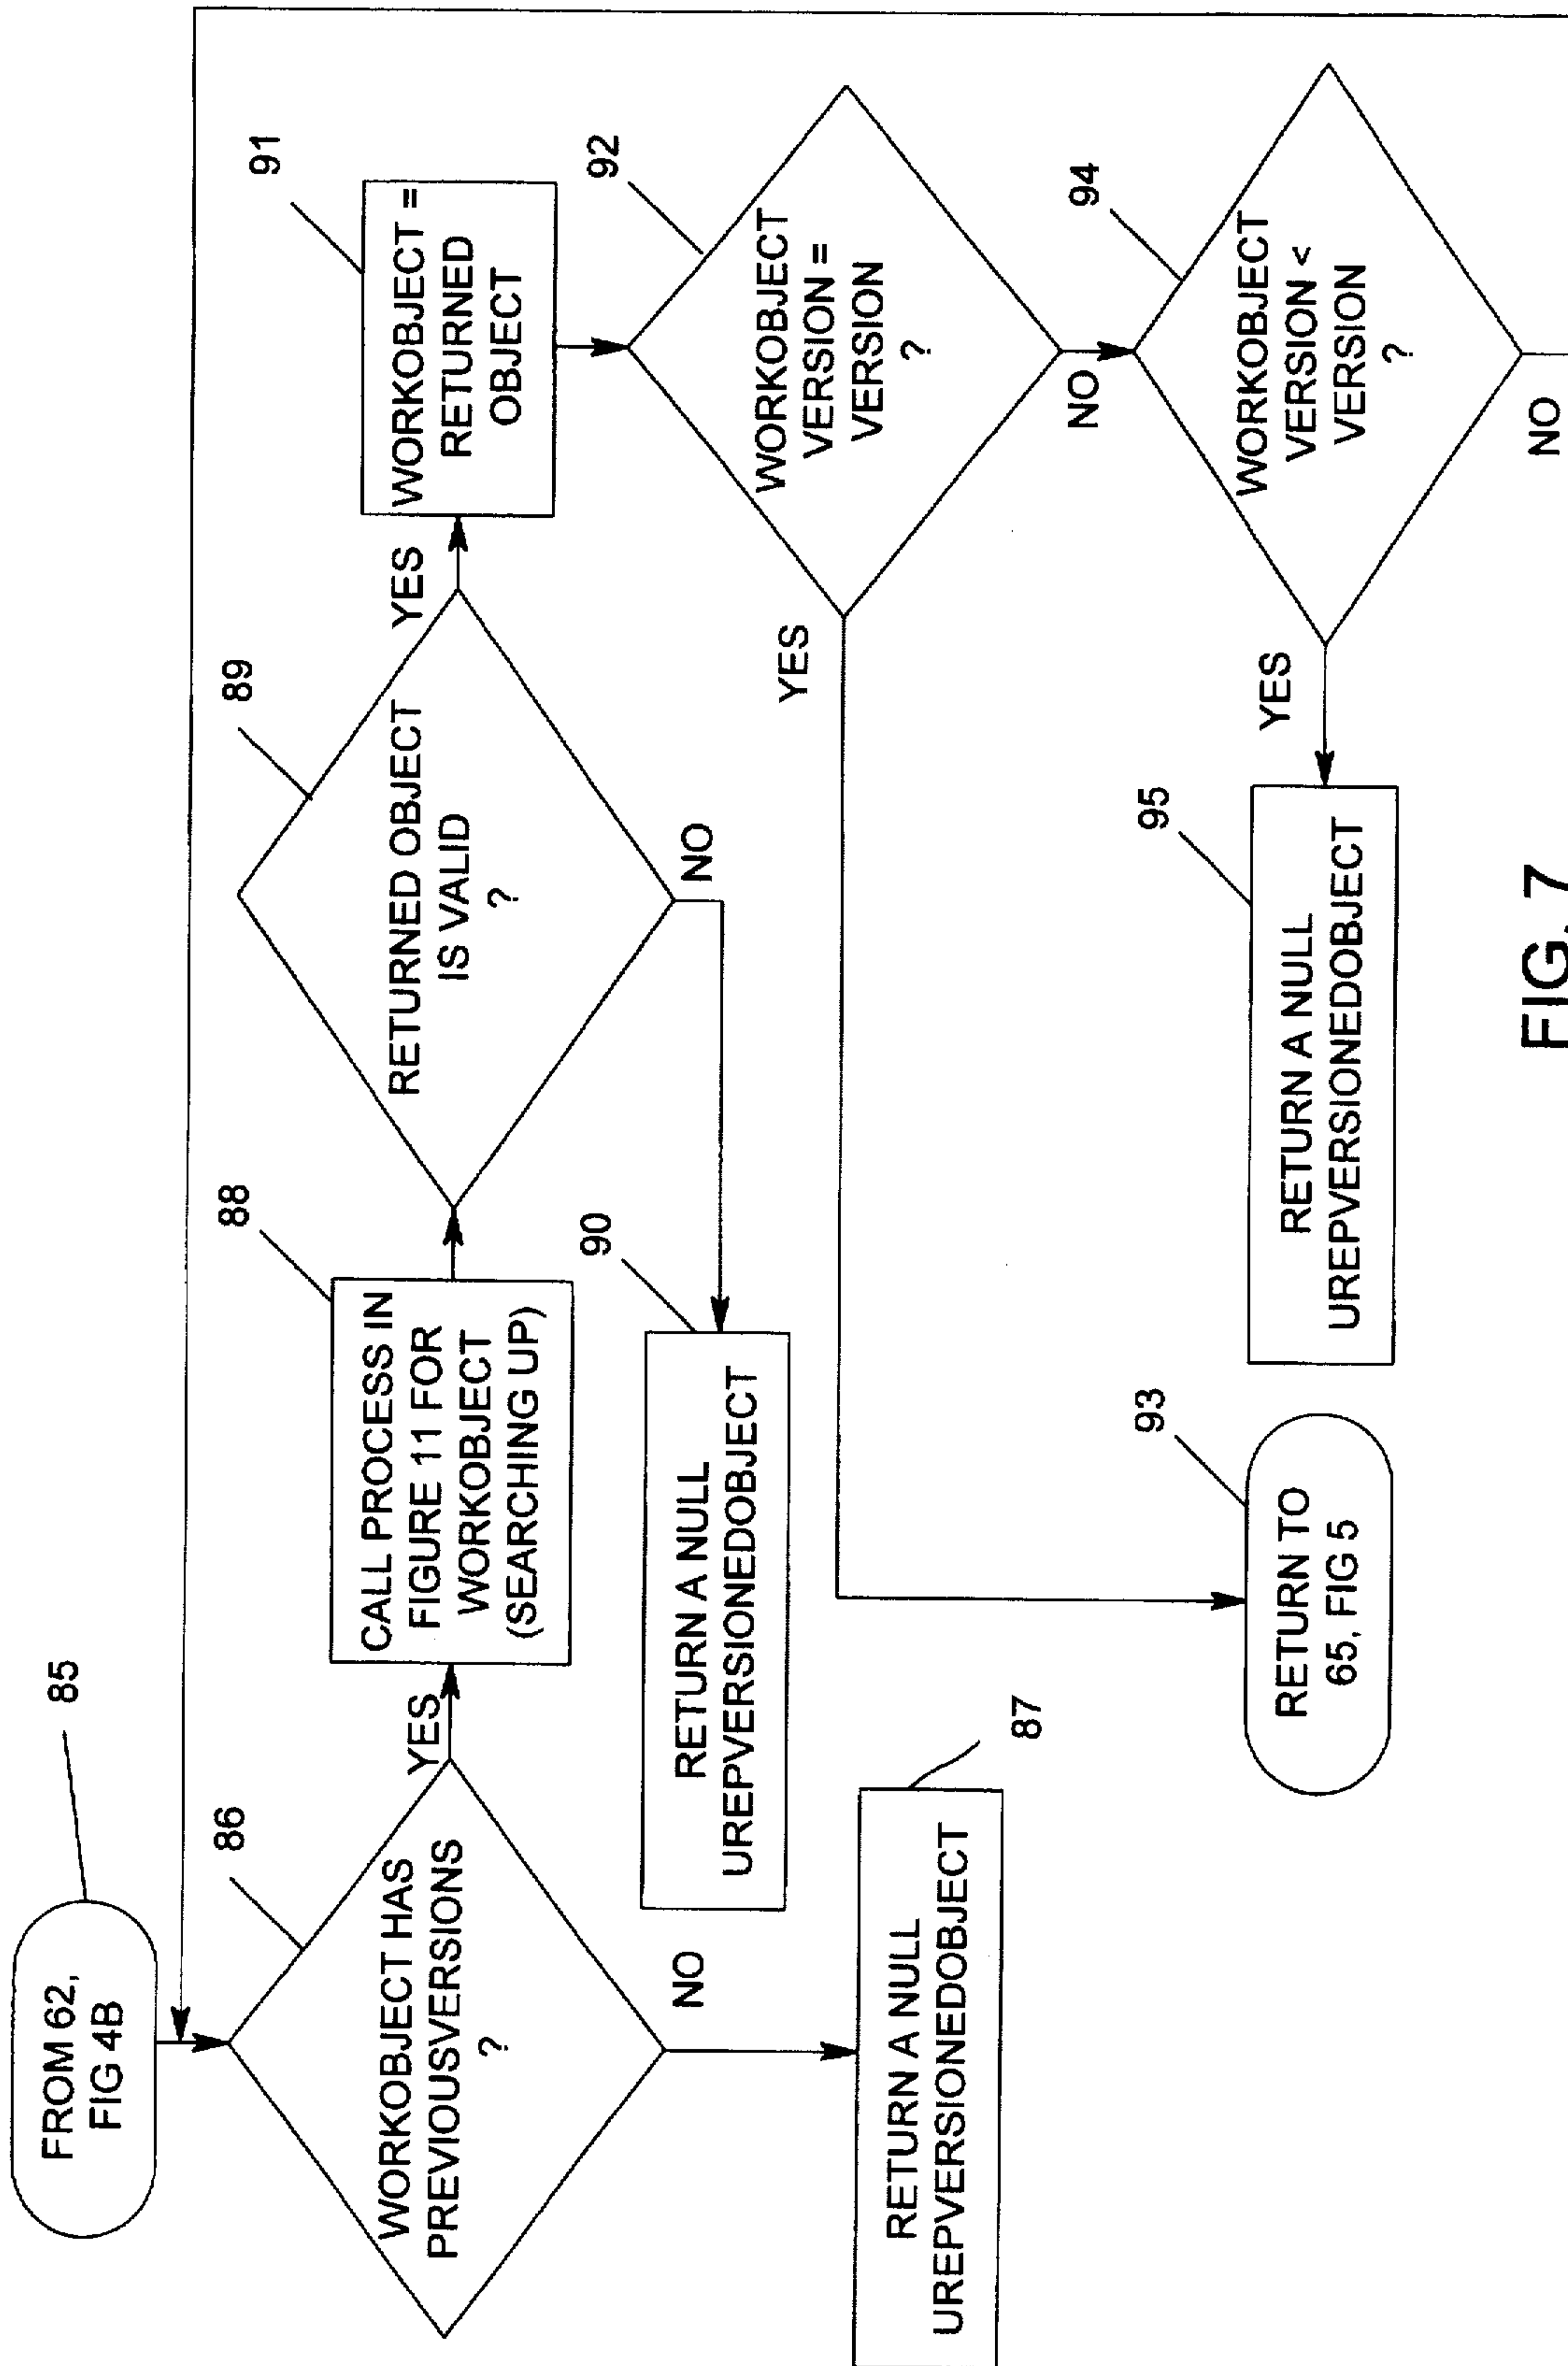 FROM 62,
FIG 4B
85
WORKOBJECT HAS
PREVIOUSVERSIONS
?
86
YES
NO
RETURN A NULL
UREPVERSIONEDOBJECT
87
CALL PROCESS IN
FIGURE 11 FOR
WORKOBJECT
(SEARCHING UP)
88
RETURNED OBJECT
IS VALID
?
89
YES
NO
RETURN A NULL
UREPVERSIONEDOBJECT
90
WORKOBJECT =
RETURNED
OBJECT
91
WORKOBJECT
VERSION =
VERSION
?
92
YES
NO
RETURN TO
65, FIG 5
93
WORKOBJECT
VERSION <
VERSION
?
94
YES
NO
RETURN A NULL
UREPVERSIONEDOBJECT
95
FIG. 7